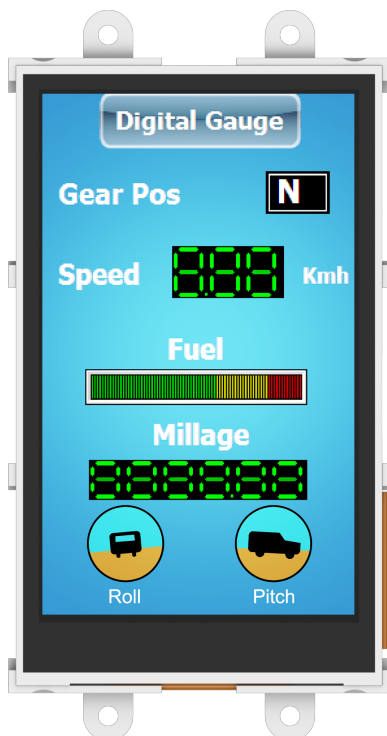 Digital Gauge
Gear Pos N
Speed Kmh
Fuel
Millage
Roll Pitch